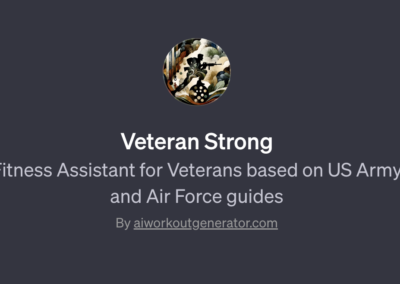 Veteran Strong
Fitness Assistant for Veterans based on US Army
and Air Force guides
By aiworkoutgenerator.com